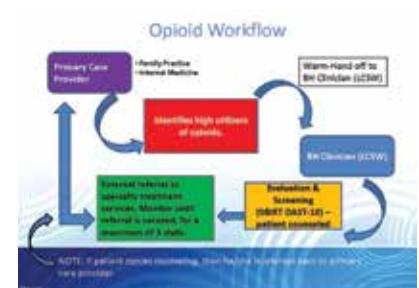 Opioid Workflow
Primary Care
Provider
• Family Practice
• Internal Medicine
Warm-Hand off to
BH Clinician (LCSW)
Identifies high utilizers
of opioids.
BH Clinician (LCSW)
External referral to
specialty treatment
services. Monitor until
referral is secured, for a
maximum of 3 visits.
Evaluation &
Screening
(SBIRT DAST-10) –
patient counseled
NOTE: If patient denies counseling, then he/she is referred back to primary
care provider.